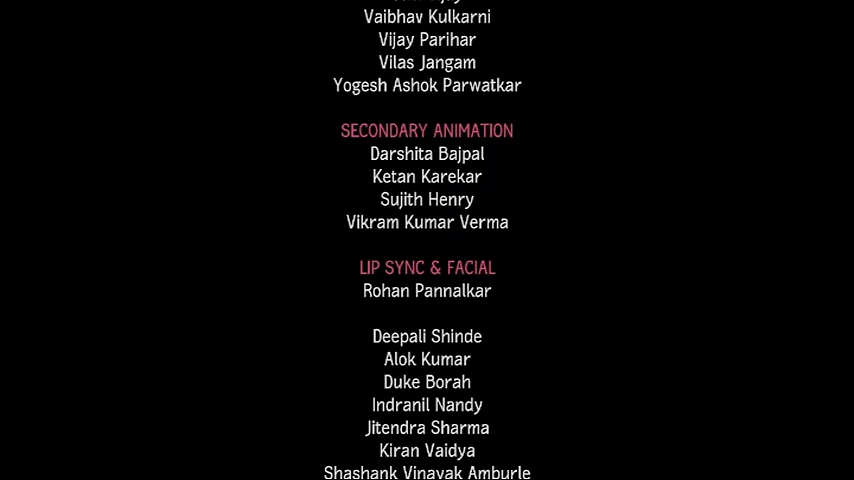 Vaibhav Kulkarni
Vijay Parihar
Vilas Jangam
Yogesh Ashok Parwatkar
SECONDARY ANIMATION
Darshita Bajpal
Ketan Karekar
Sujith Henry
Vikram Kumar Verma
LIP SYNC & FACIAL
Rohan Pannalkar
Deepali Shinde
Alok Kumar
Duke Borah
Indranil Nandy
Jitendra Sharma
Kiran Vaidya
Shashank Vinayak Amburle